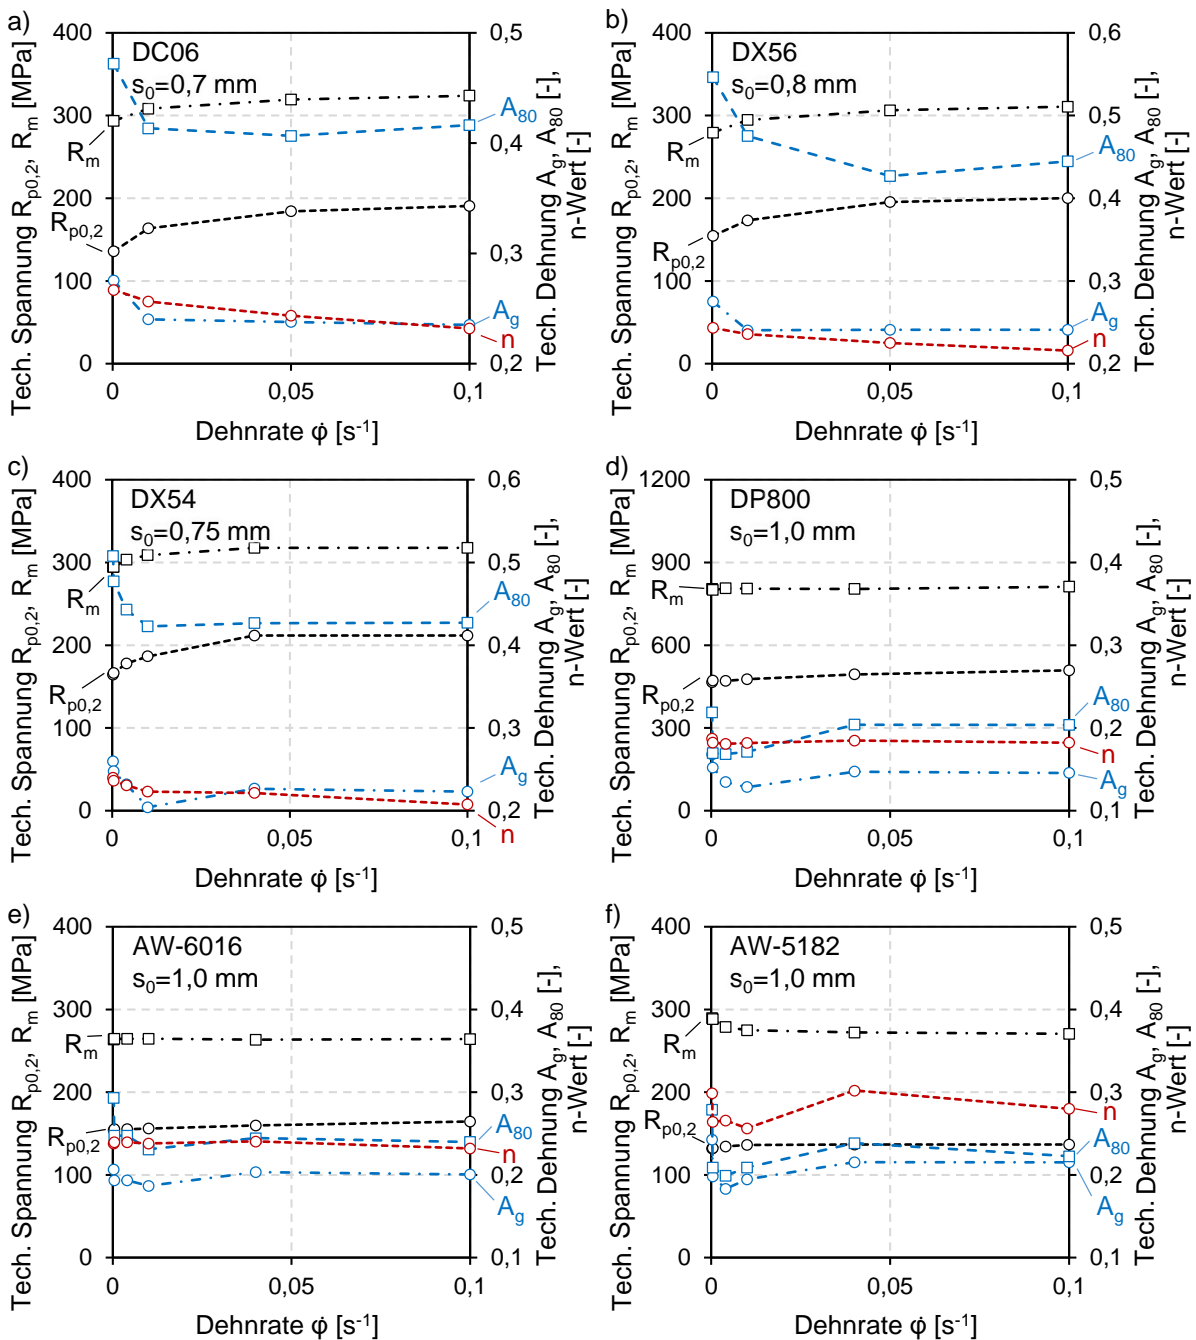 a)
DC06
s₀=0,7 mm
400
300
200
100
0
0,5
0,4
0,3
0,2
0
0,05
0,1
Rₘ
Rp0,2
A₈₀
Ag
n
Tech. Spannung Rp0,2, Rₘ [MPa]
Tech. Dehnung Ag, A₈₀ [-],
n-Wert [-]
Dehnrate φ̇ [s⁻¹]
b)
DX56
s₀=0,8 mm
400
300
200
100
0
0,6
0,5
0,4
0,3
0,2
0
0,05
0,1
Rₘ
Rp0,2
A₈₀
Ag
n
Tech. Spannung Rp0,2, Rₘ [MPa]
Tech. Dehnung Ag, A₈₀ [-],
n-Wert [-]
Dehnrate φ̇ [s⁻¹]
c)
DX54
s₀=0,75 mm
400
300
200
100
0
0,6
0,5
0,4
0,3
0,2
0
0,05
0,1
Rₘ
Rp0,2
A₈₀
Ag
n
Tech. Spannung Rp0,2, Rₘ [MPa]
Tech. Dehnung Ag, A₈₀ [-],
n-Wert [-]
Dehnrate φ̇ [s⁻¹]
d)
DP800
s₀=1,0 mm
1200
900
600
300
0
0,5
0,4
0,3
0,2
0,1
0
0,05
0,1
Rₘ
Rp0,2
A₈₀
n
Ag
Tech. Spannung Rp0,2, Rₘ [MPa]
Tech. Dehnung Ag, A₈₀ [-],
n-Wert [-]
Dehnrate φ̇ [s⁻¹]
e)
AW-6016
s₀=1,0 mm
400
300
200
100
0
0,5
0,4
0,3
0,2
0,1
0
0,05
0,1
Rₘ
Rp0,2
A₈₀
n
Ag
Tech. Spannung Rp0,2, Rₘ [MPa]
Tech. Dehnung Ag, A₈₀ [-],
n-Wert [-]
Dehnrate φ̇ [s⁻¹]
f)
AW-5182
s₀=1,0 mm
400
300
200
100
0
0,5
0,4
0,3
0,2
0,1
0
0,05
0,1
Rₘ
Rp0,2
n
A₈₀
Ag
Tech. Spannung Rp0,2, Rₘ [MPa]
Tech. Dehnung Ag, A₈₀ [-],
n-Wert [-]
Dehnrate φ̇ [s⁻¹]